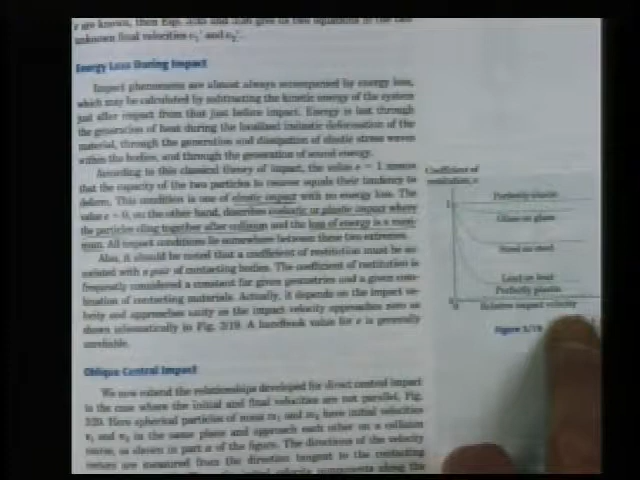 e are known, then Eqs. 3/35 and 3/36 give us two equations in the two
unknown final velocities v₁′ and v₂′.
Energy Loss During Impact
Impact phenomena are almost always accompanied by energy loss,
which may be calculated by subtracting the kinetic energy of the system
just after impact from that just before impact. Energy is lost through
the generation of heat during the localized inelastic deformation of the
material, through the generation and dissipation of elastic stress waves
within the bodies, and through the generation of sound energy.
According to this classical theory of impact, the value e = 1 means
that the capacity of the two particles to recover equals their tendency to
deform. This condition is one of elastic impact with no energy loss. The
value e = 0, on the other hand, describes inelastic or plastic impact where
the particles cling together after collision and the loss of energy is a maxi-
mum. All impact conditions lie somewhere between these two extremes.
Also, it should be noted that a coefficient of restitution must be as-
sociated with a pair of contacting bodies. The coefficient of restitution is
frequently considered a constant for given geometries and a given com-
bination of contacting materials. Actually, it depends on the impact ve-
locity and approaches unity as the impact velocity approaches zero as
shown schematically in Fig. 3/19. A handbook value for e is generally
unreliable.
Oblique Central Impact
We now extend the relationships developed for direct central impact
to the case where the initial and final velocities are not parallel, Fig.
3/20. Here spherical particles of mass m₁ and m₂ have initial velocities
v₁ and v₂ in the same plane and approach each other on a collision
course, as shown in part a of the figure. The directions of the velocity
vectors are measured from the direction tangent to the contacting
Coefficient of
restitution, e
Perfectly elastic
1
Glass on glass
Steel on steel
Lead on lead
Perfectly plastic
0
0
Relative impact velocity
Figure 3/19